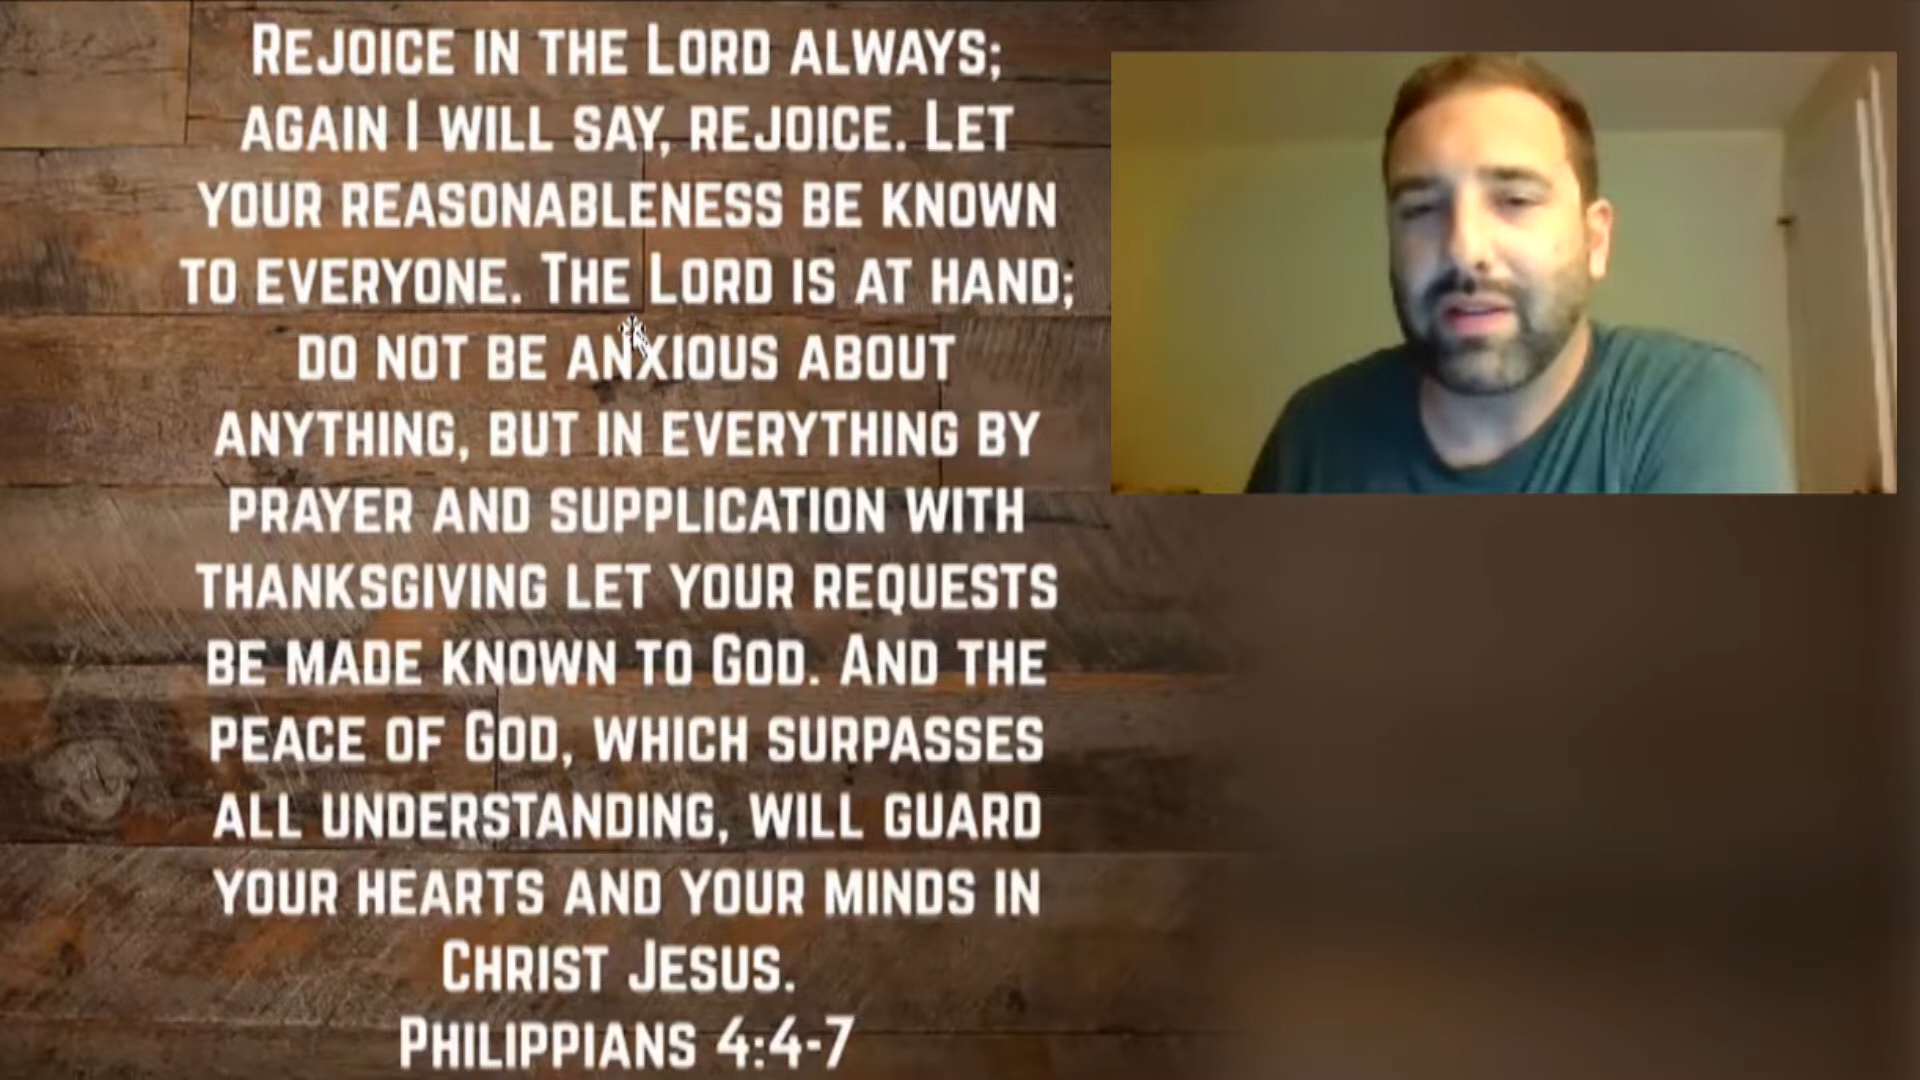 Rejoice in the Lord always;
again I will say, rejoice. Let
your reasonableness be known
to everyone. The Lord is at hand;
do not be anxious about
anything, but in everything by
prayer and supplication with
thanksgiving let your requests
be made known to God. And the
peace of God, which surpasses
all understanding, will guard
your hearts and your minds in
Christ Jesus.
Philippians 4:4-7